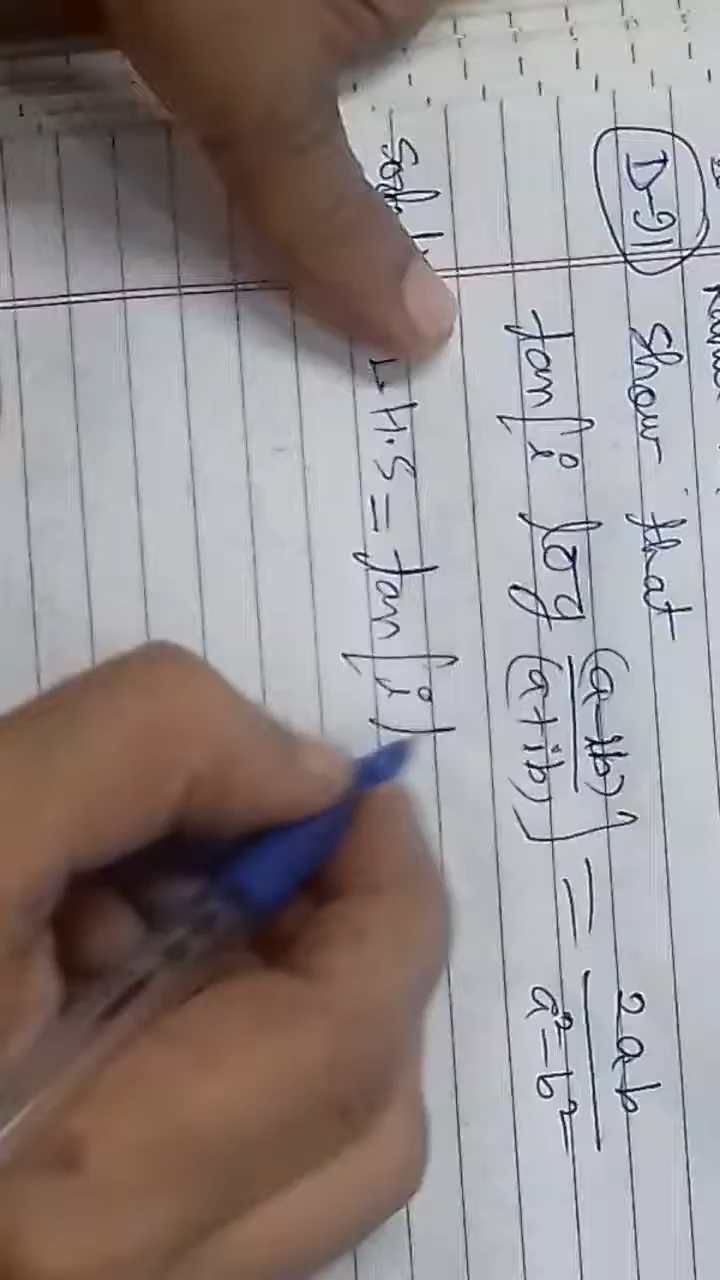 D-91 Show that
tan{i log (a-ib)/(a+ib)} = 2ab/a²-b²
L.H.S = tan{i